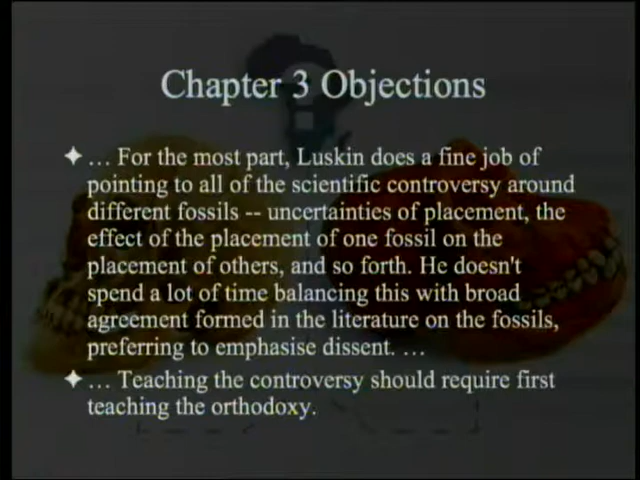 Chapter 3 Objections
✦ … For the most part, Luskin does a fine job of
pointing to all of the scientific controversy around
different fossils -- uncertainties of placement, the
effect of the placement of one fossil on the
placement of others, and so forth. He doesn't
spend a lot of time balancing this with broad
agreement formed in the literature on the fossils,
preferring to emphasise dissent. …
✦ … Teaching the controversy should require first
teaching the orthodoxy.